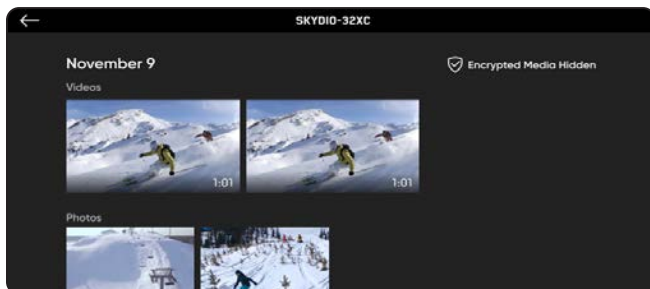 SKYDIO-32XC
November 9
Encrypted Media Hidden
Videos
1:01
1:01
Photos